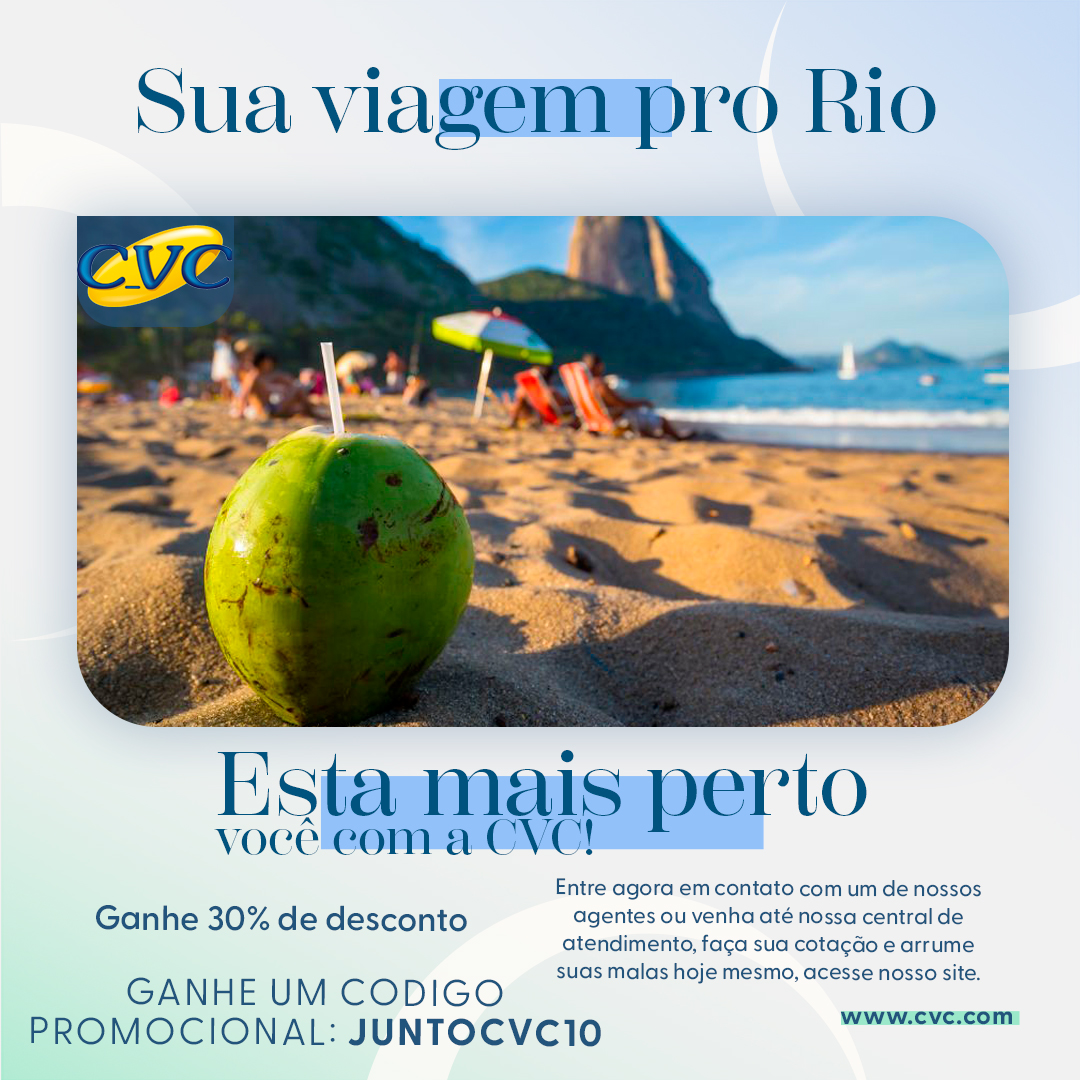 Sua viagem pro Rio
CVC
Esta mais perto
você com a CVC!
Ganhe 30% de desconto
GANHE UM CODIGO
PROMOCIONAL: JUNTOCVC10
Entre agora em contato com um de nossos
agentes ou venha até nossa central de
atendimento, faça sua cotação e arrume
suas malas hoje mesmo, acesse nosso site.
www.cvc.com